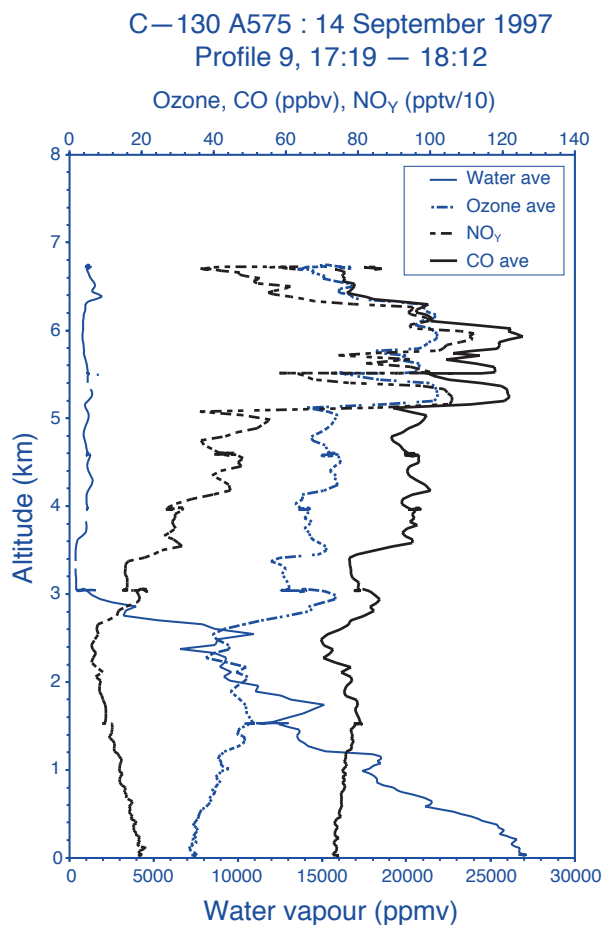 C—130 A575 : 14 September 1997
Profile 9, 17:19 — 18:12
Ozone, CO (ppbv), NOY (pptv/10)
0 20 40 60 80 100 120 140
8
7
6
5
4
3
2
1
0
Altitude (km)
Water ave
Ozone ave
NOY
CO ave
0 5000 10000 15000 20000 25000 30000
Water vapour (ppmv)